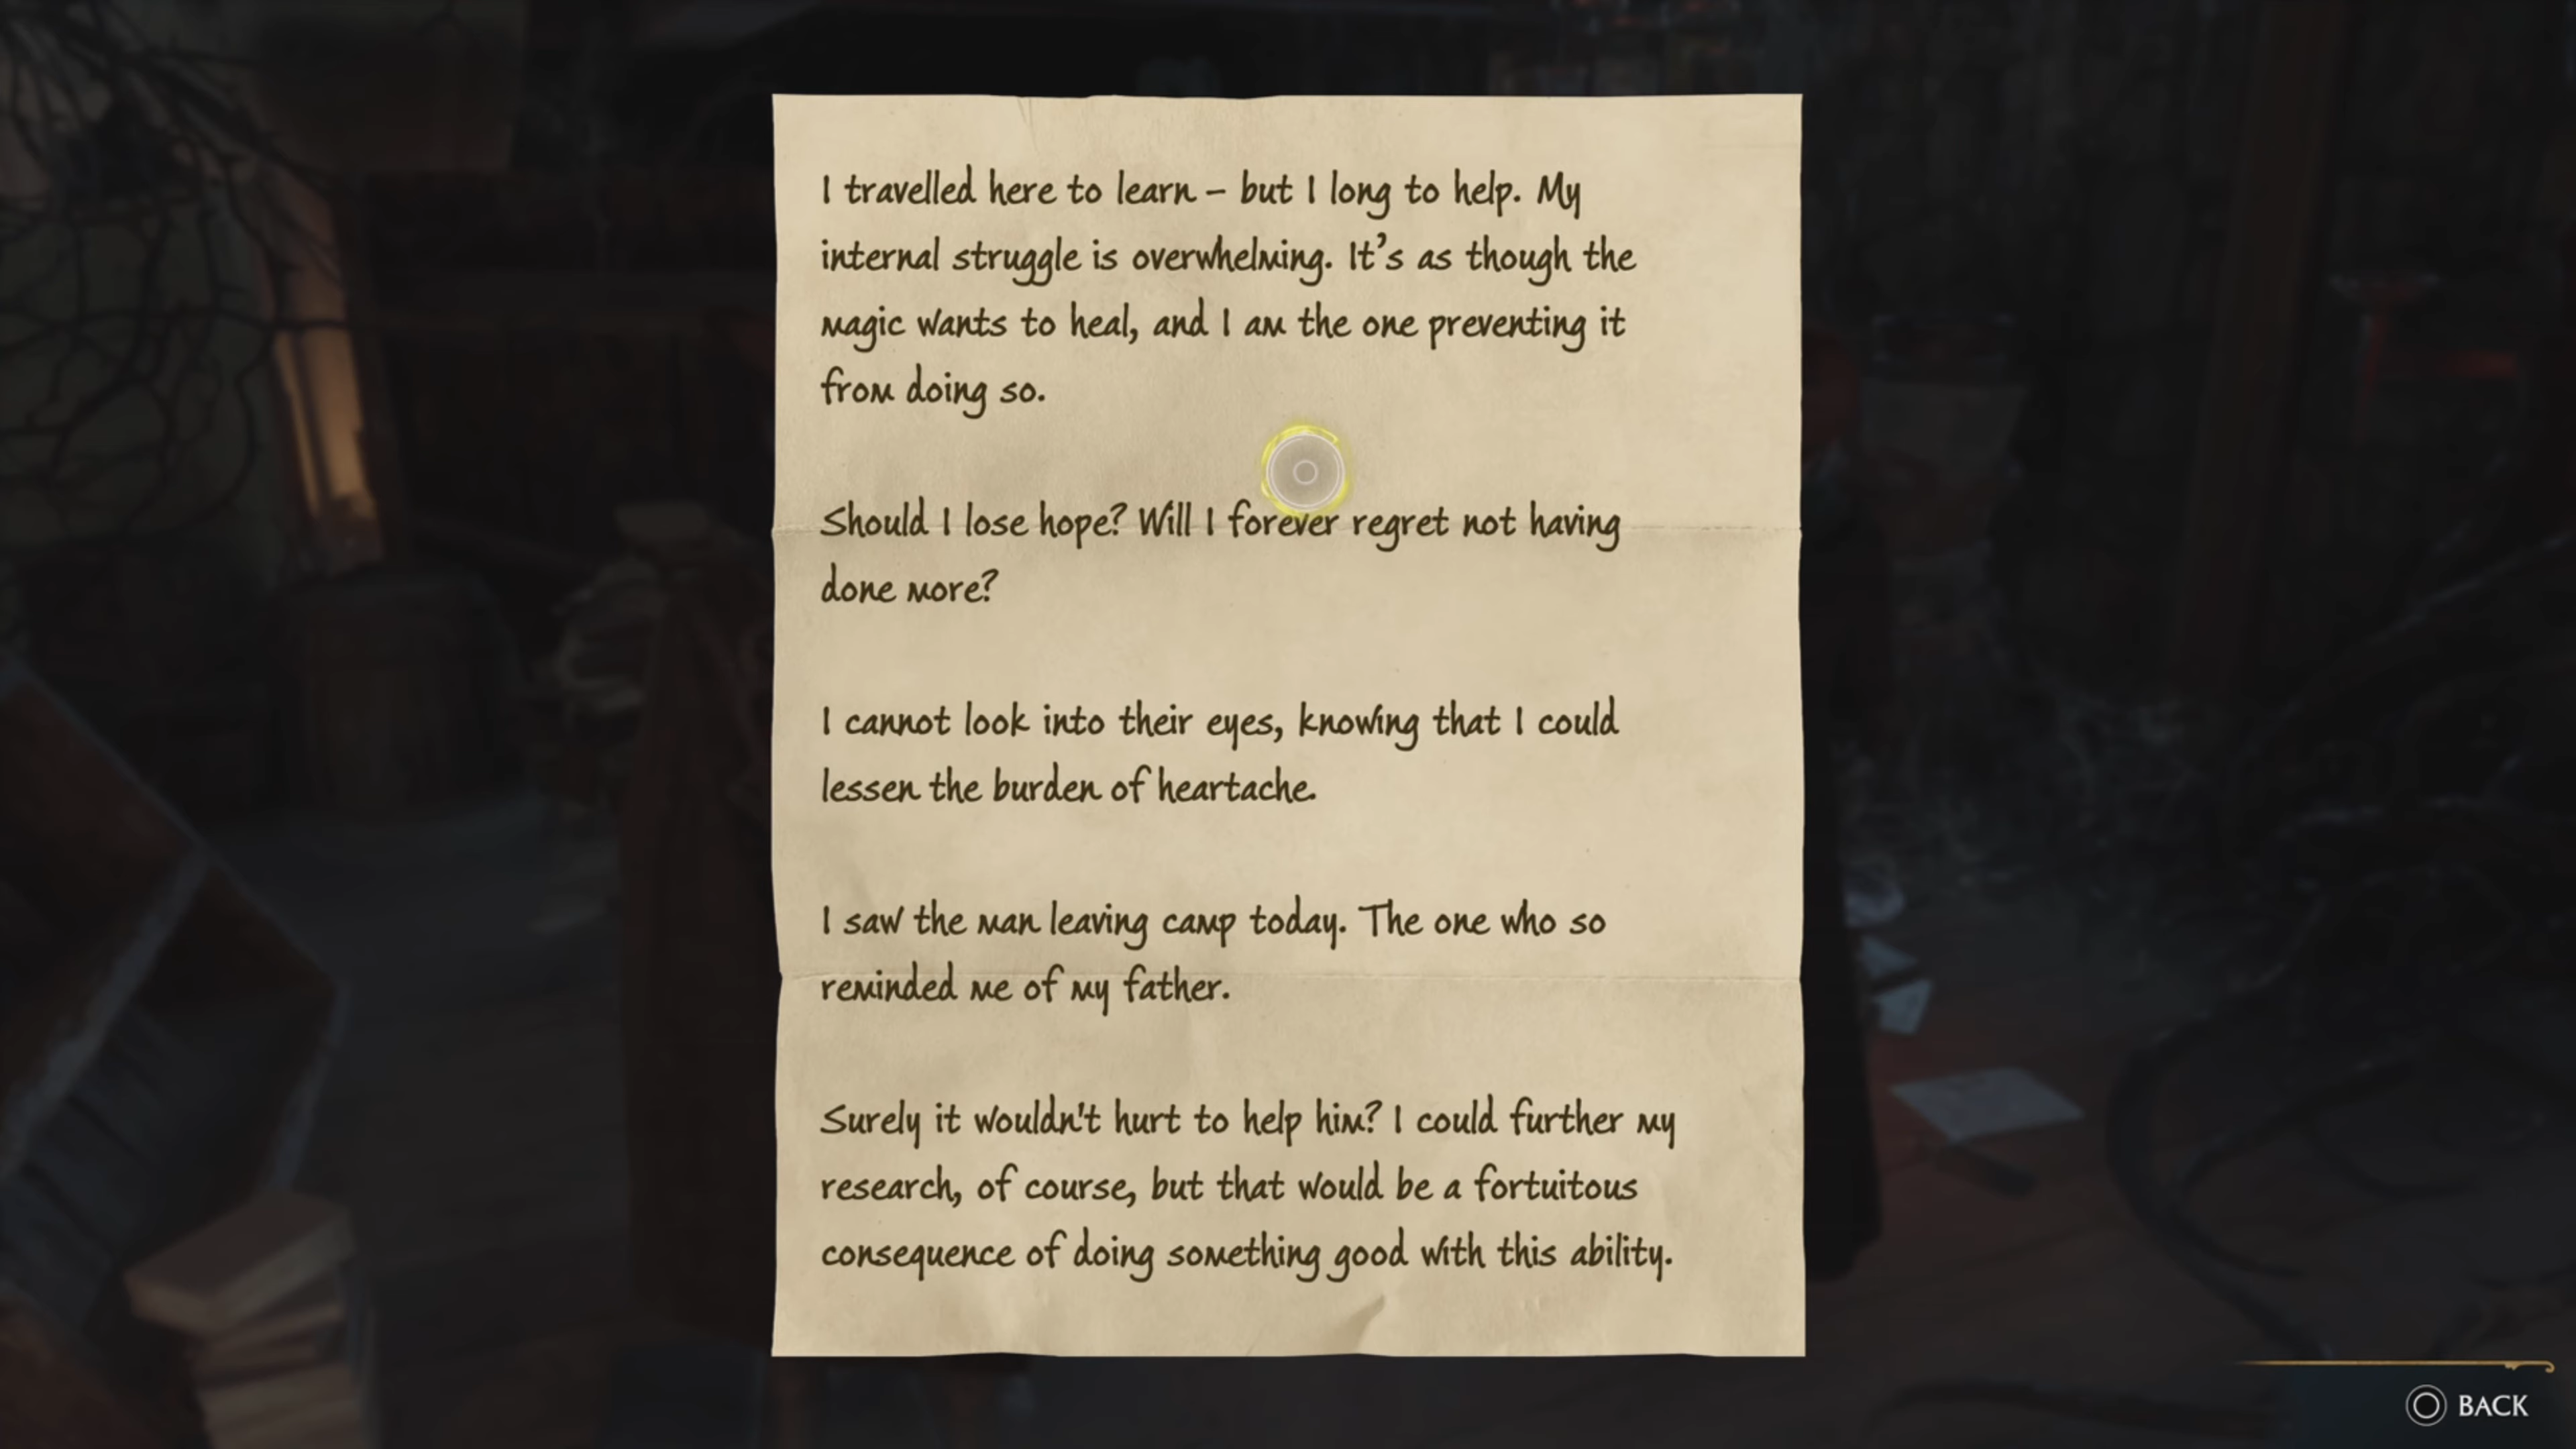 I travelled here to learn – but I long to help. My
internal struggle is overwhelming. It’s as though the
magic wants to heal, and I am the one preventing it
from doing so.
Should I lose hope? Will I forever regret not having
done more?
I cannot look into their eyes, knowing that I could
lessen the burden of heartache.
I saw the man leaving camp today. The one who so
reminded me of my father.
Surely it wouldn't hurt to help him? I could further my
research, of course, but that would be a fortuitous
consequence of doing something good with this ability.
BACK